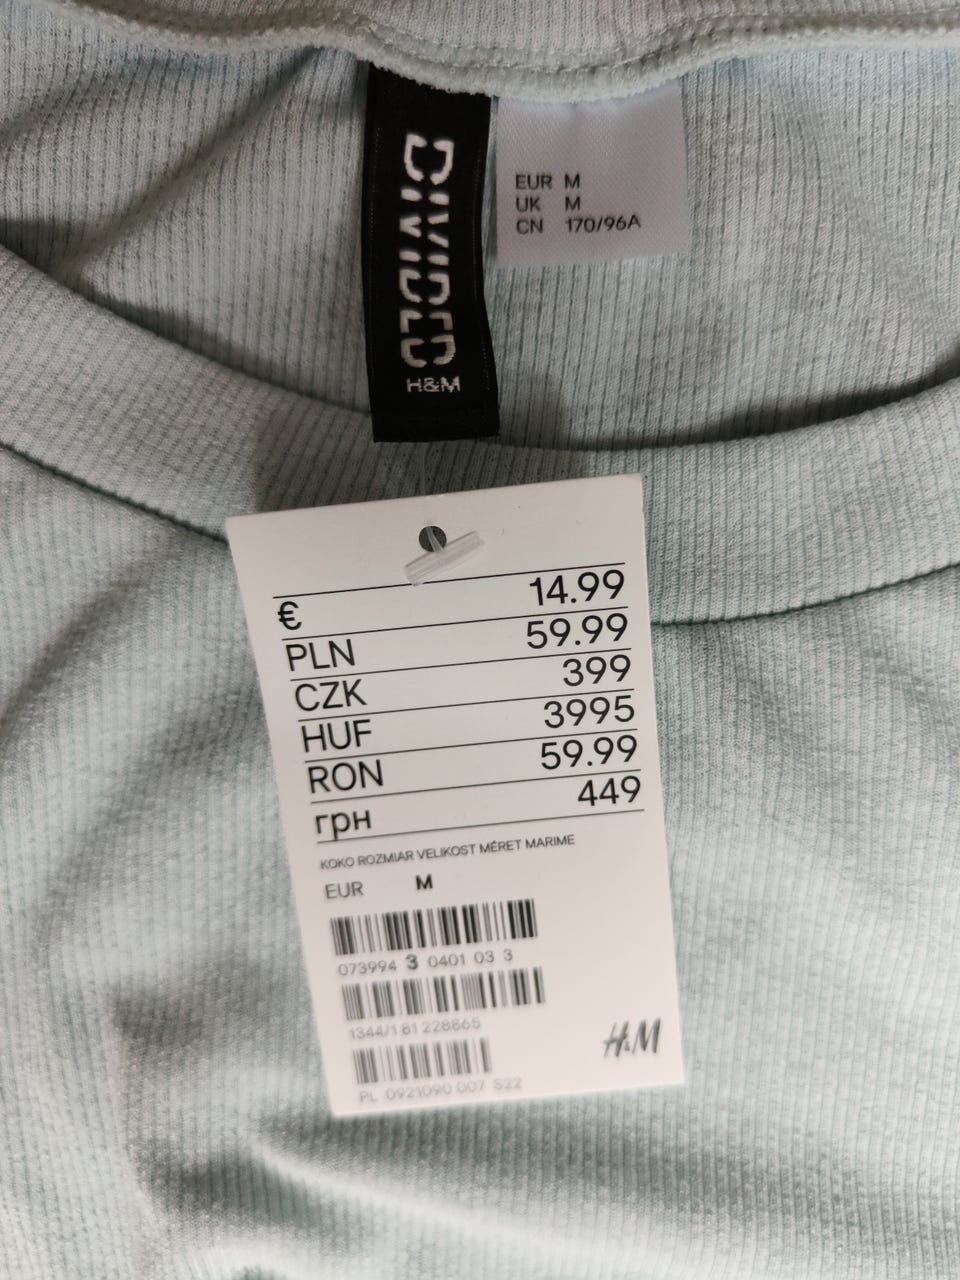 DIVIDED
H&M
EUR M
UK M
CN 170/96A
€ 14.99
PLN 59.99
CZK 399
HUF 3995
RON 59.99
грн 449
KOKO ROZMIAR VELIKOST MÉRET MARIME
EUR M
073994 3 0401 03 3
1344/1 81 228865
PL 0921090 007 S22
H&M